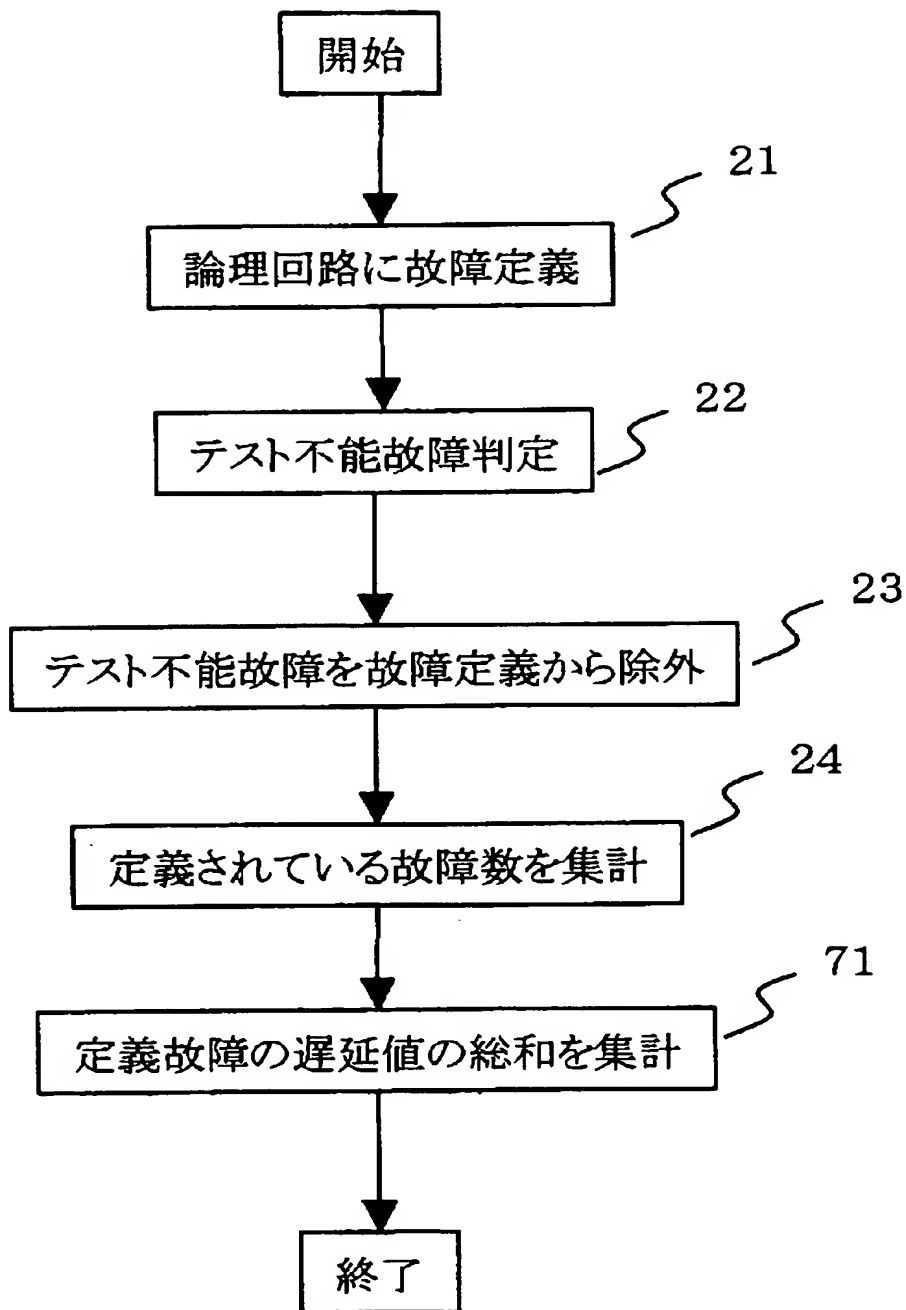 開始
21
論理回路に故障定義
22
テスト不能故障判定
23
テスト不能故障を故障定義から除外
24
定義されている故障数を集計
71
定義故障の遅延値の総和を集計
終了